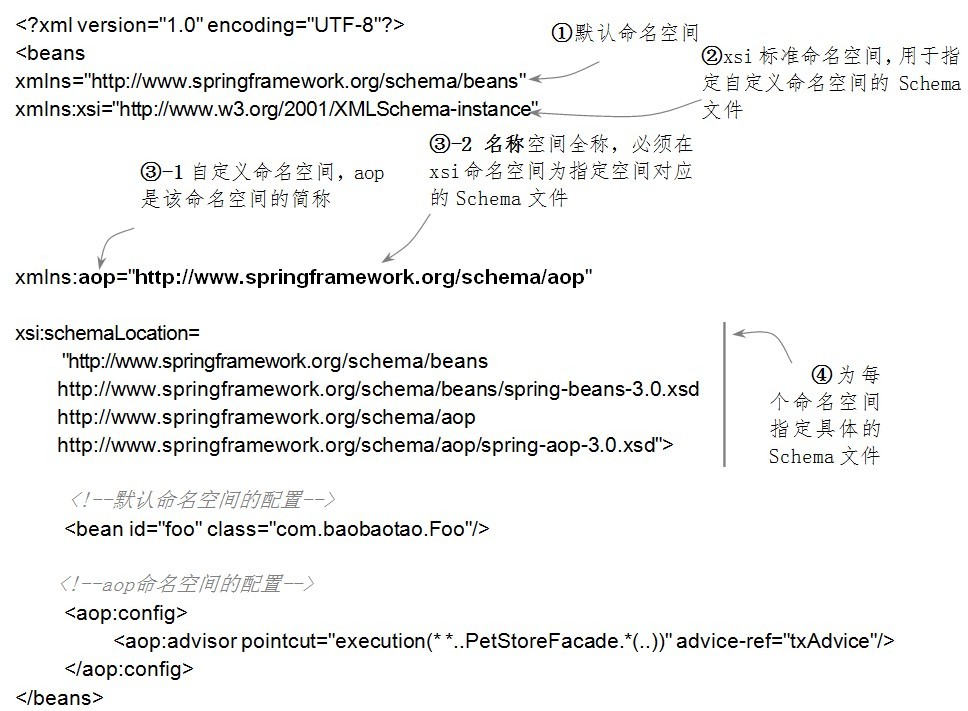 <?xml version="1.0" encoding="UTF-8"?>
<beans
①默认命名空间
xmlns="http://www.springframework.org/schema/beans"
②xsi 标准命名空间，用于指
定自定义命名空间的 Schema
文件
xmlns:xsi="http://www.w3.org/2001/XMLSchema-instance"
③-1 自定义命名空间，aop
是该命名空间的简称
③-2 名称空间全称，必须在
xsi 命名空间为指定空间对应
的 Schema 文件
xmlns:aop="http://www.springframework.org/schema/aop"
xsi:schemaLocation=
"http://www.springframework.org/schema/beans
http://www.springframework.org/schema/beans/spring-beans-3.0.xsd
http://www.springframework.org/schema/aop
http://www.springframework.org/schema/aop/spring-aop-3.0.xsd">
④为每
个命名空间
指定具体的
Schema 文件
<!--默认命名空间的配置-->
<bean id="foo" class="com.baobaotao.Foo"/>
<!--aop命名空间的配置-->
<aop:config>
<aop:advisor pointcut="execution(* *..PetStoreFacade.*(..))" advice-ref="txAdvice"/>
</aop:config>
</beans>